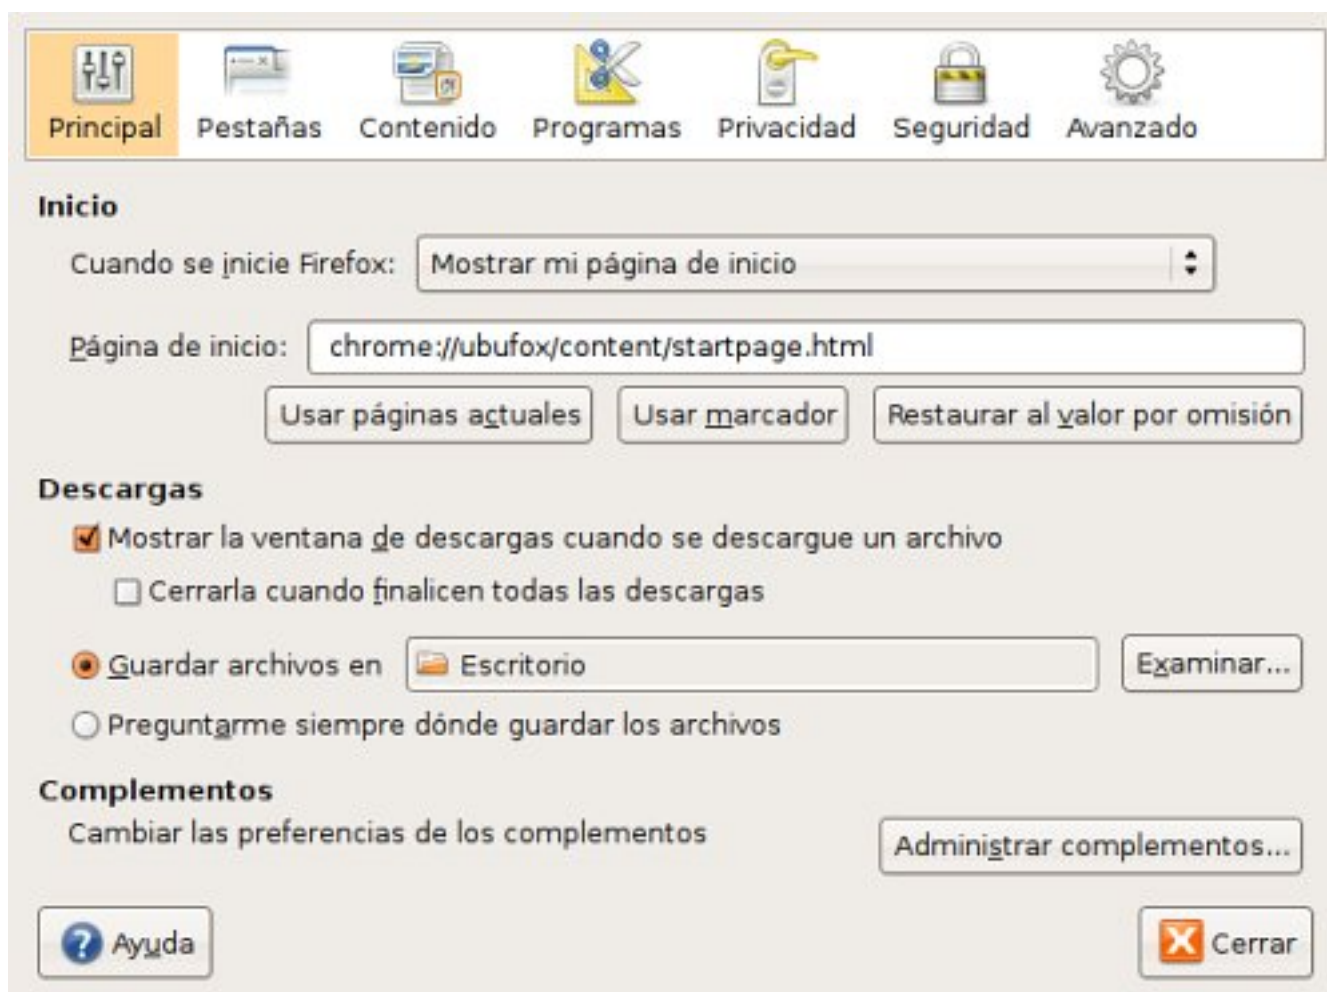 Principal Pestañas Contenido Programas Privacidad Seguridad Avanzado
Inicio
Cuando se inicie Firefox: Mostrar mi página de inicio
Página de inicio: chrome://ubufox/content/startpage.html
Usar páginas actuales Usar marcador Restaurar al valor por omisión
Descargas
Mostrar la ventana de descargas cuando se descargue un archivo
Cerrarla cuando finalicen todas las descargas
Guardar archivos en Escritorio Examinar...
Preguntarme siempre dónde guardar los archivos
Complementos
Cambiar las preferencias de los complementos
Administrar complementos...
Ayuda Cerrar